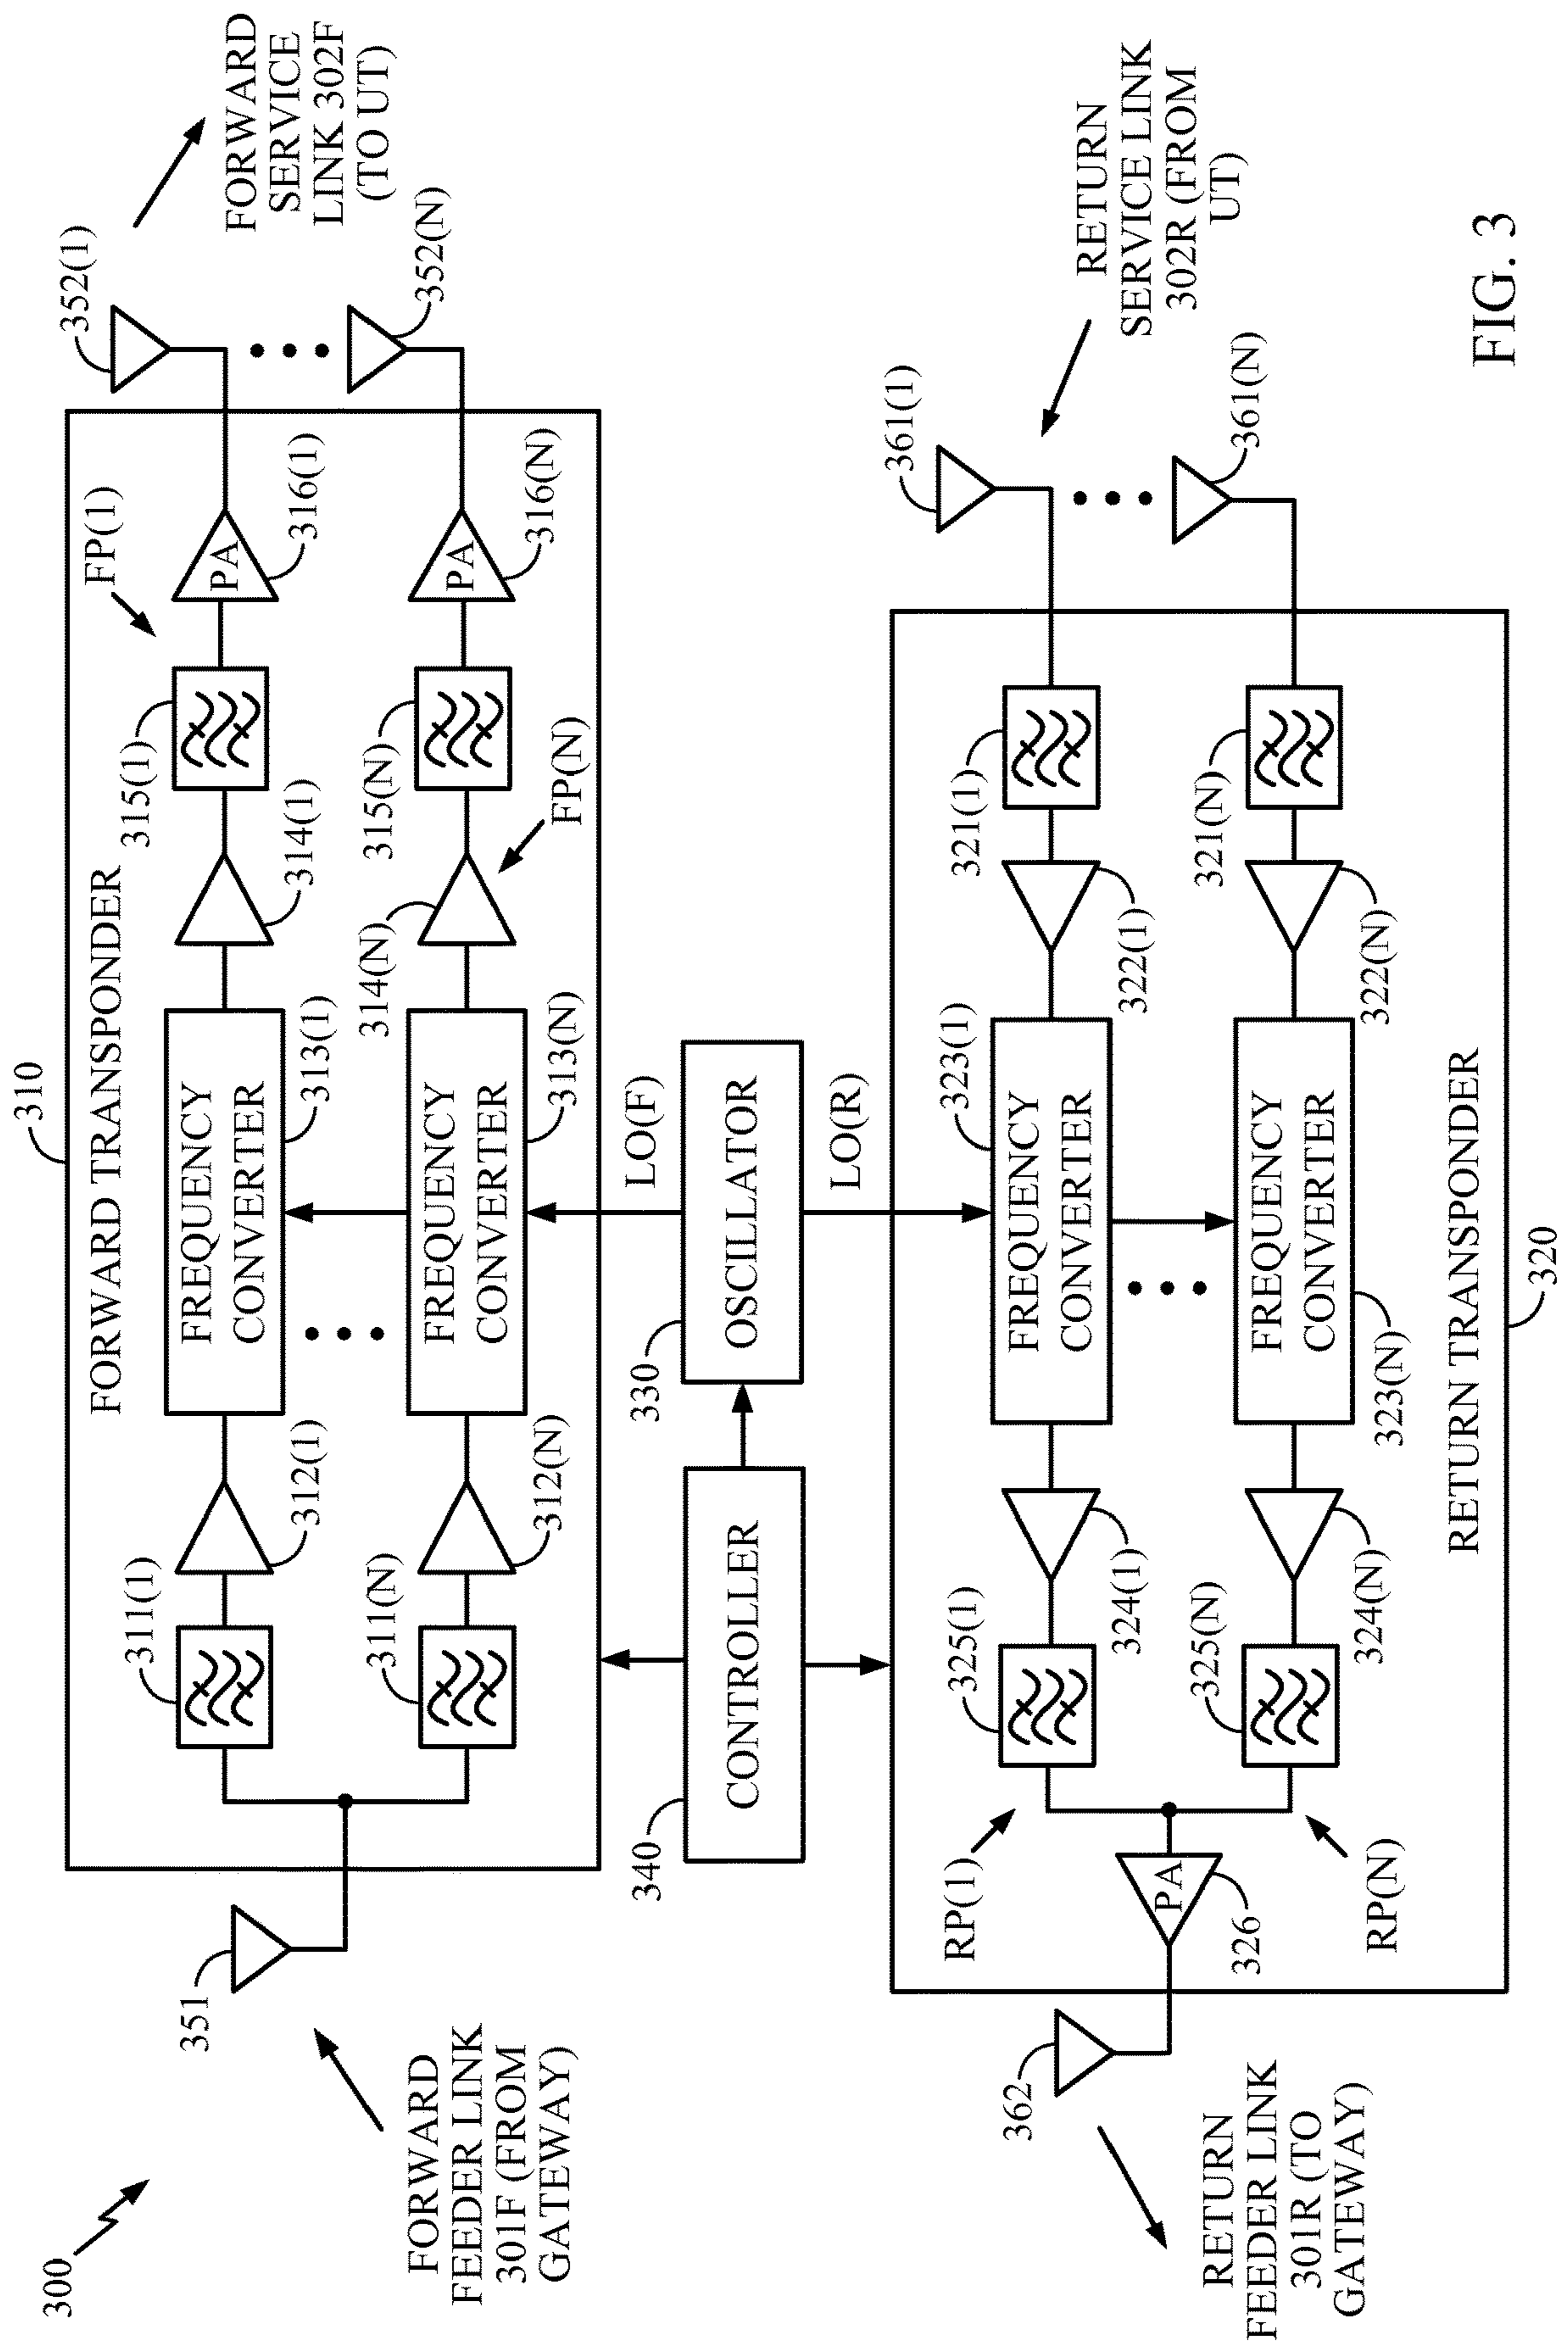 300
310
FORWARD TRANSPONDER
FORWARD
FEEDER LINK
301F (FROM
GATEWAY)
351
311(1)
312(1)
FREQUENCY
CONVERTER
313(1)
314(1)
315(1)
FP(1)
PA
316(1)
352(1)
FORWARD
SERVICE
LINK 302F
(TO UT)
311(N)
312(N)
FREQUENCY
CONVERTER
313(N)
314(N)
315(N)
FP(N)
PA
316(N)
352(N)
LO(F)
340
CONTROLLER
330
OSCILLATOR
LO(R)
RETURN
FEEDER LINK
301R (TO
GATEWAY)
362
PA
326
RP(1)
325(1)
324(1)
FREQUENCY
CONVERTER
323(1)
322(1)
321(1)
361(1)
RETURN
SERVICE LINK
302R (FROM
UT)
RP(N)
325(N)
324(N)
FREQUENCY
CONVERTER
323(N)
322(N)
321(N)
361(N)
RETURN TRANSPONDER
320
FIG. 3